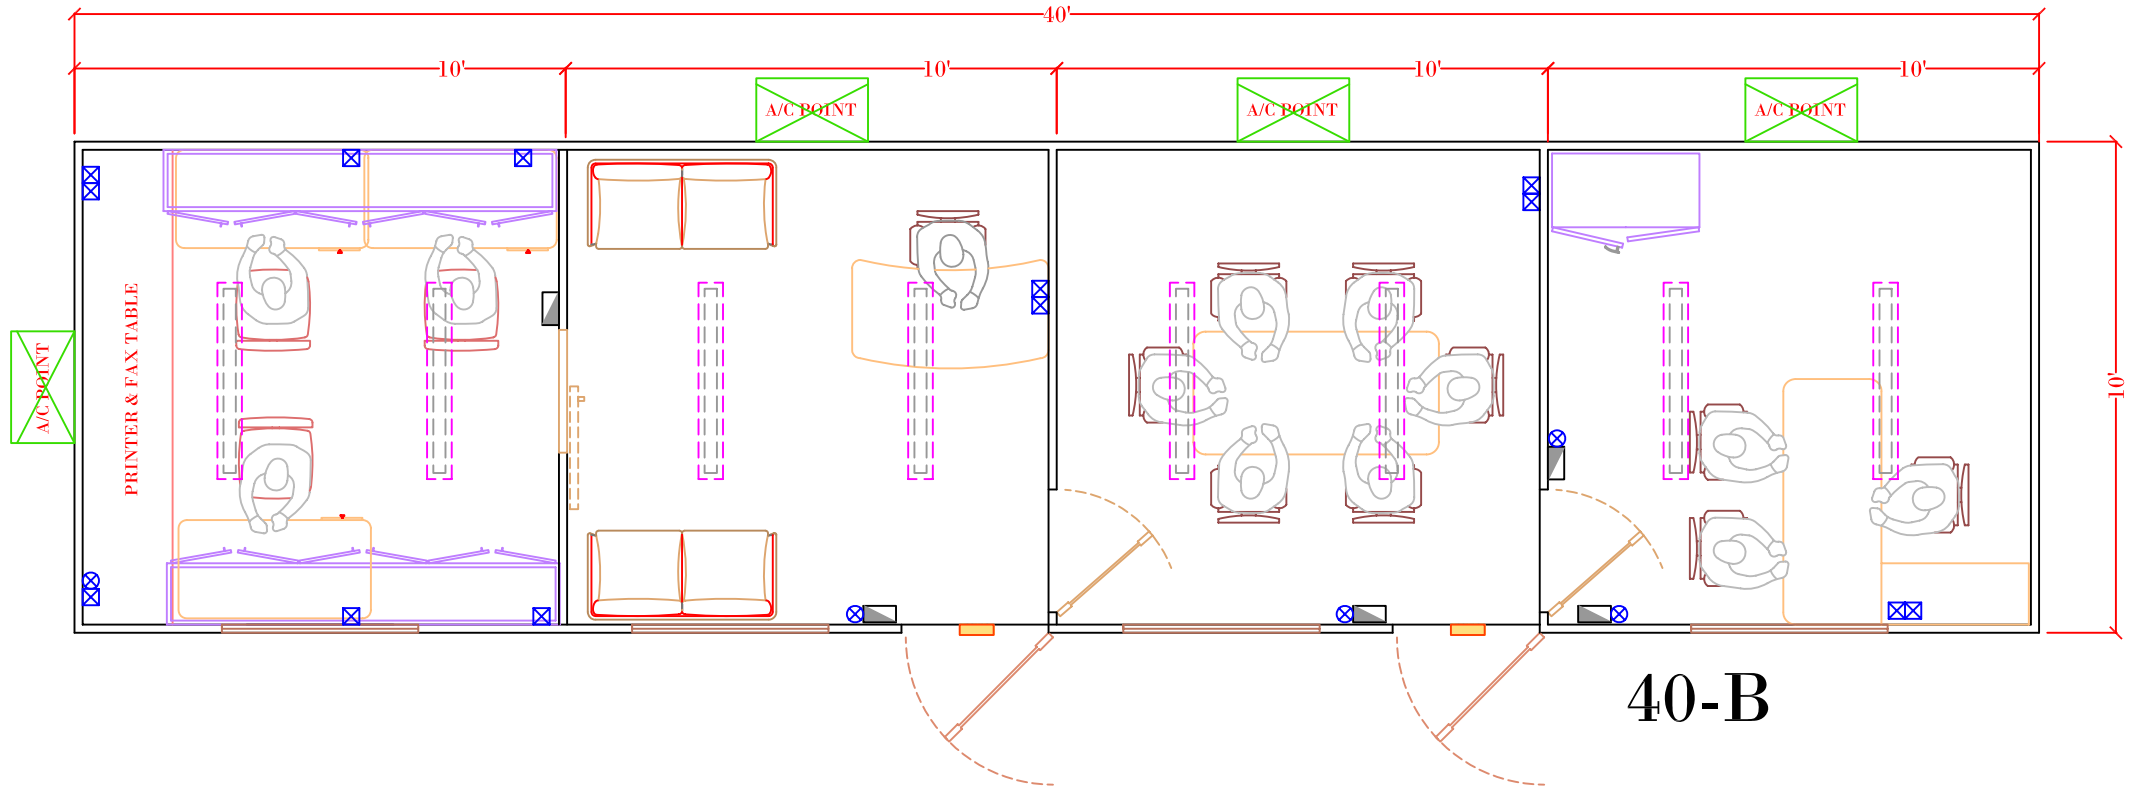 40'
10'
10'
10'
10'
A/C POINT
A/C POINT
A/C POINT
PRINTER & FAX TABLE
A/C POINT
10'
40-B